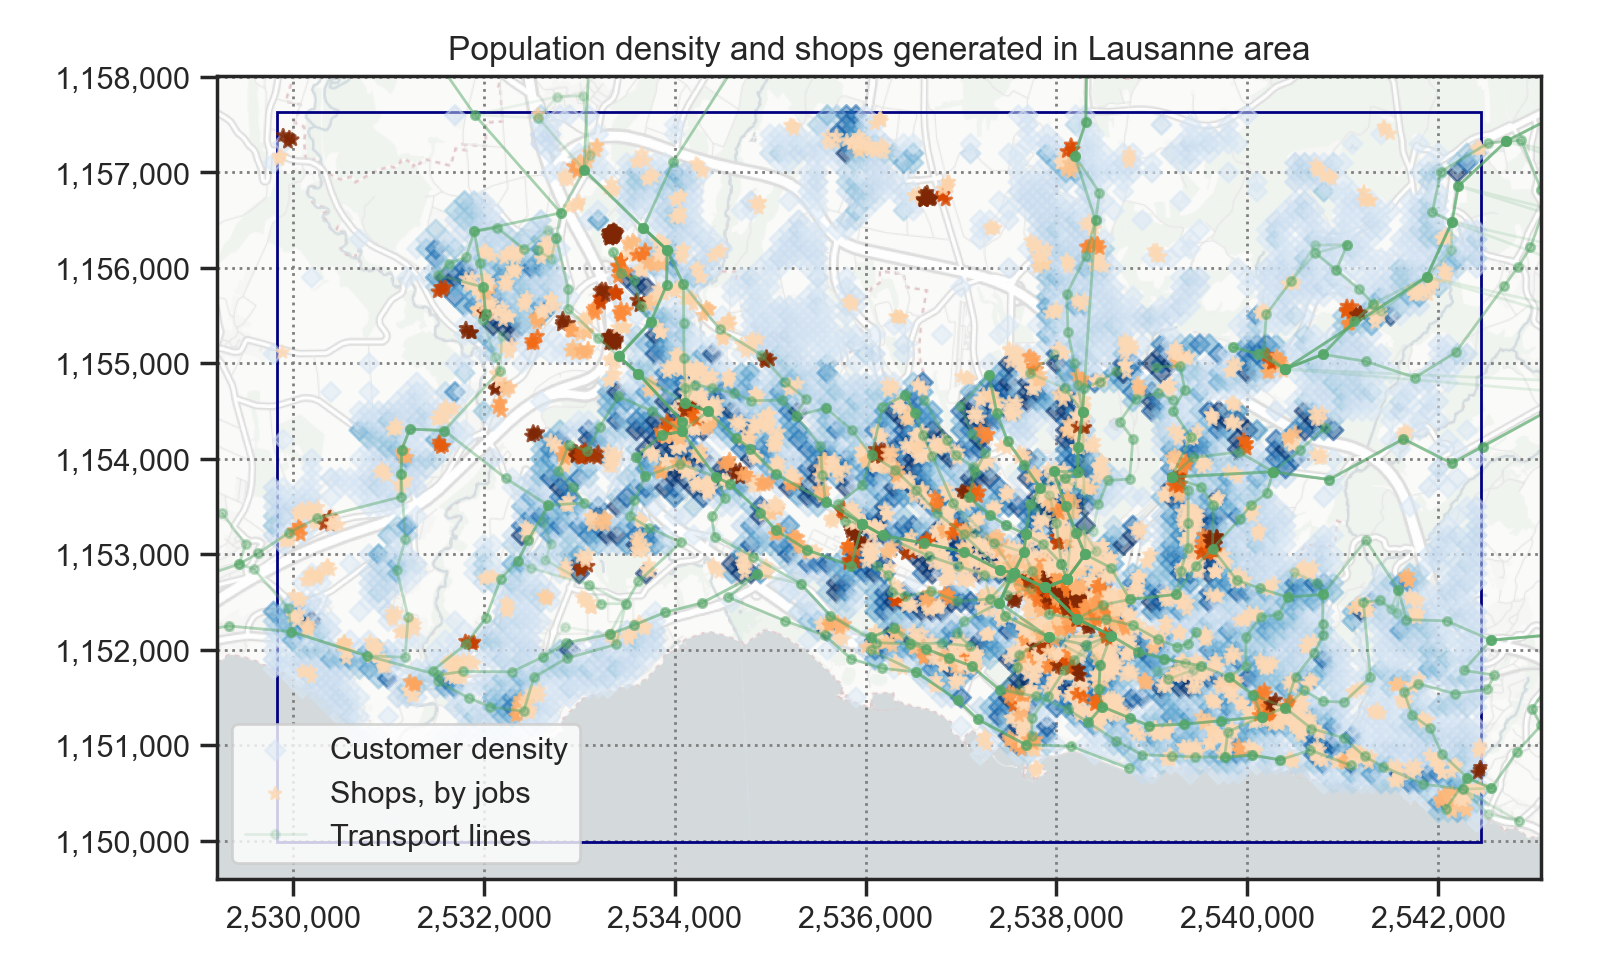 Population density and shops generated in Lausanne area
1,158,000
1,157,000
1,156,000
1,155,000
1,154,000
1,153,000
1,152,000
1,151,000
1,150,000
Customer density
Shops, by jobs
Transport lines
2,530,000 2,532,000 2,534,000 2,536,000 2,538,000 2,540,000 2,542,000